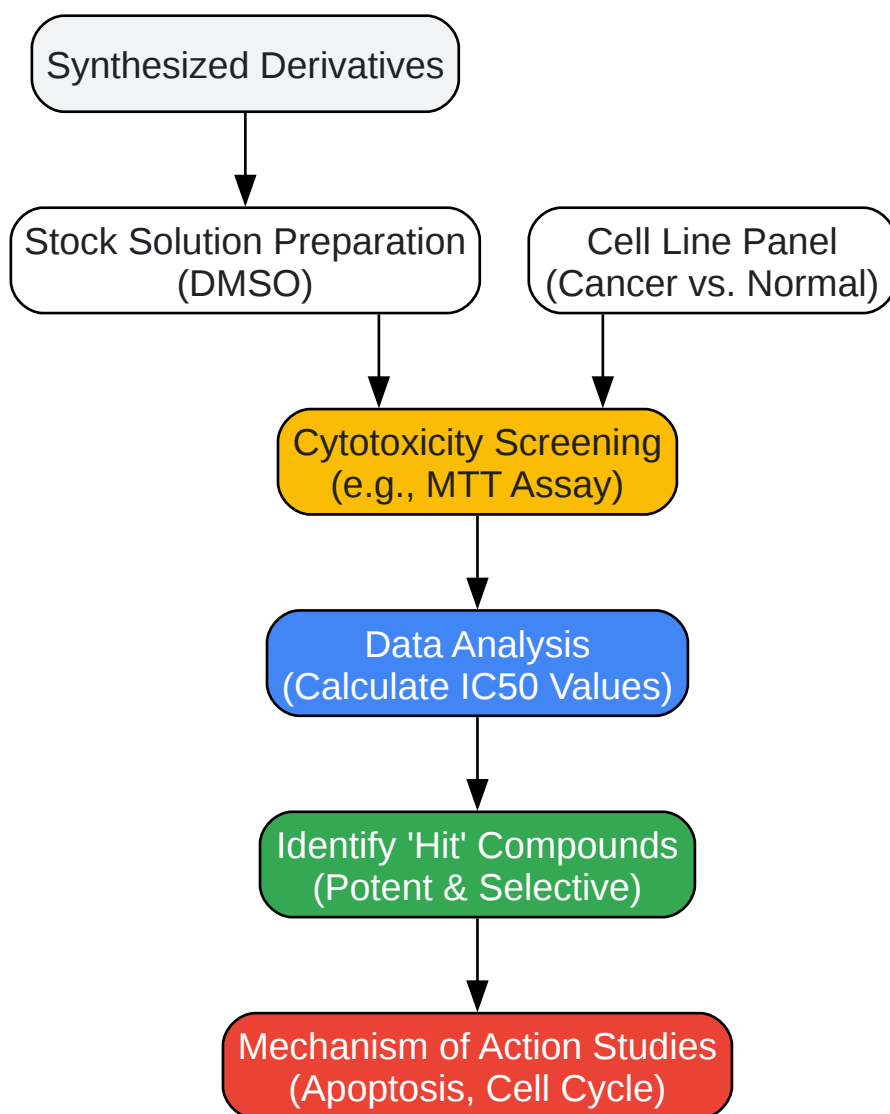 Synthesized Derivatives
Stock Solution Preparation
(DMSO)
Cell Line Panel
(Cancer vs. Normal)
Cytotoxicity Screening
(e.g., MTT Assay)
Data Analysis
(Calculate IC50 Values)
Identify 'Hit' Compounds
(Potent & Selective)
Mechanism of Action Studies
(Apoptosis, Cell Cycle)